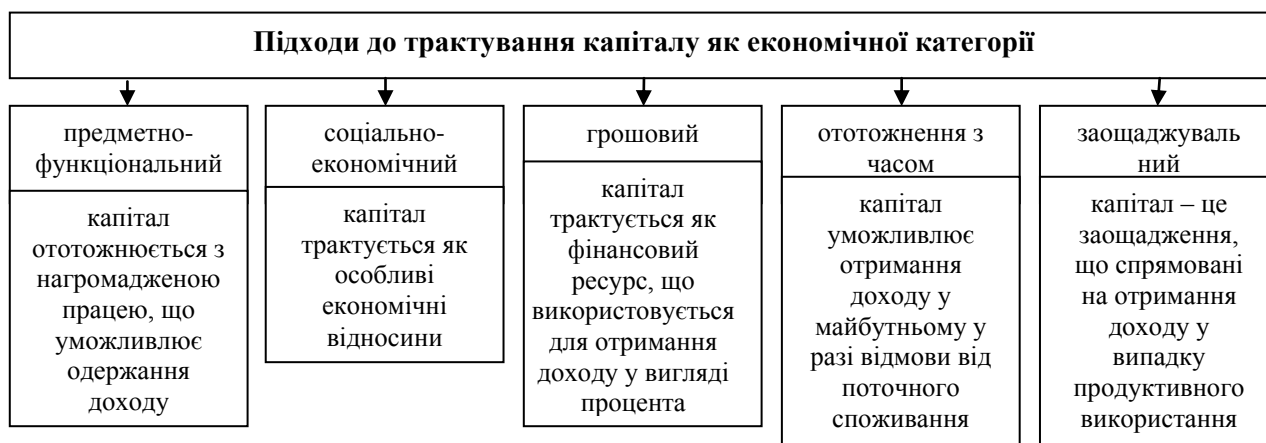 Підходи до трактування капіталу як економічної категорії
предметно-
функціональний
капітал
ототожнюється з
нагромадженою
працею, що
уможливлює
одержання
доходу
соціально-
економічний
капітал
трактується як
особливі
економічні
відносини
грошовий
капітал
трактується як
фінансовий
ресурс, що
використовується
для отримання
доходу у вигляді
процента
ототожнення з
часом
капітал
уможливлює
отримання
доходу у
майбутньому у
разі відмови від
поточного
споживання
заощаджуваль
ний
капітал – це
заощадження,
що спрямовані
на отримання
доходу у
випадку
продуктивного
використання